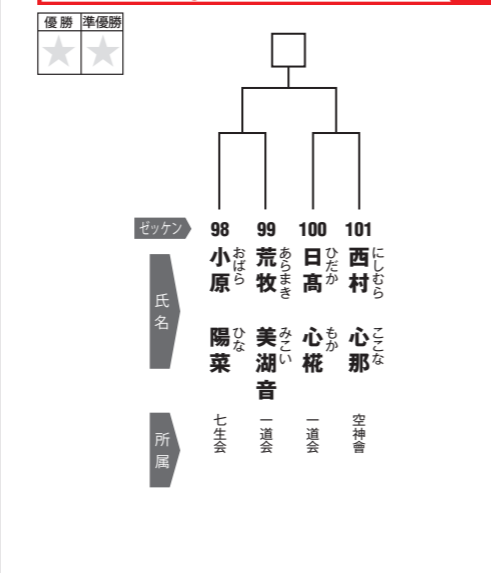 優勝 準優勝
ゼッケン 98 99 100 101
氏名
小原 陽菜
おばら ひな
荒牧 美湖音
あらまき みこい
日髙 心椛
ひだか もか
西村 心那
にしむら ここな
所属
七生会
一道会
一道会
空神會